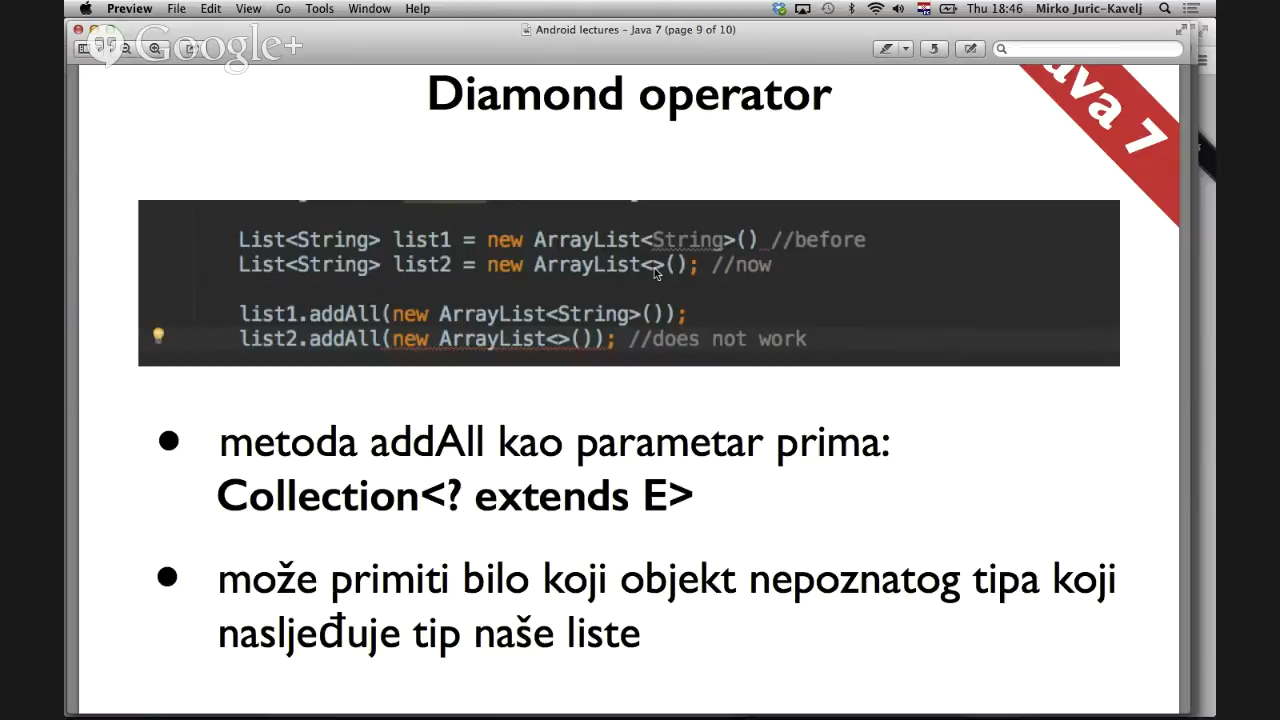 Preview File Edit View Go Tools Window Help Thu 18:46 Mirko Juric-Kavelj
Android lectures - Java 7 (page 9 of 10)
Google+
Diamond operator
ava 7
List<String> list1 = new ArrayList<String>() //before
List<String> list2 = new ArrayList<>(); //now
list1.addAll(new ArrayList<String>());
list2.addAll(new ArrayList<>()); //does not work
• metoda addAll kao parametar prima:
Collection<? extends E>
• može primiti bilo koji objekt nepoznatog tipa koji
nasljeđuje tip naše liste